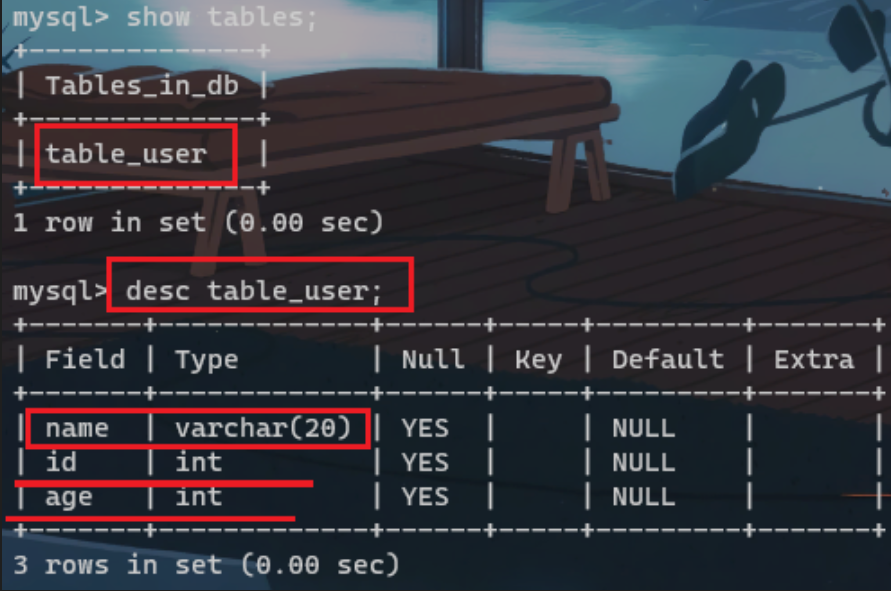 mysql> show tables;
+--------------+
| Tables_in_db |
+--------------+
| table_user   |
+--------------+
1 row in set (0.00 sec)
mysql> desc table_user;
+-------+-------------+------+-----+---------+-------+
| Field | Type        | Null | Key | Default | Extra |
+-------+-------------+------+-----+---------+-------+
| name  | varchar(20) | YES  |     | NULL    |       |
| id    | int         | YES  |     | NULL    |       |
| age   | int         | YES  |     | NULL    |       |
+-------+-------------+------+-----+---------+-------+
3 rows in set (0.00 sec)